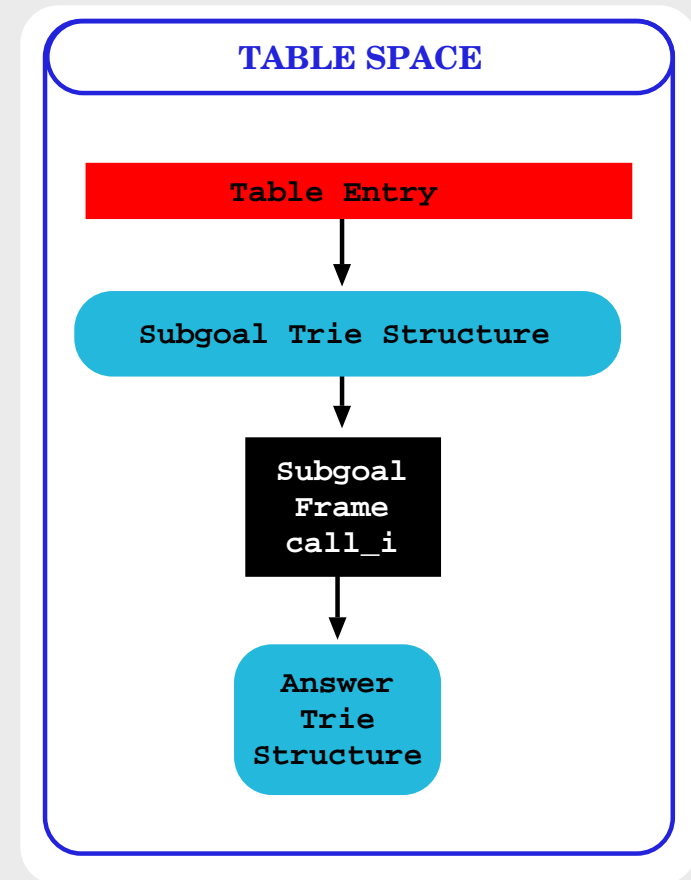 TABLE SPACE
Table Entry
Subgoal Trie Structure
Subgoal
Frame
call_i
Answer
Trie
Structure